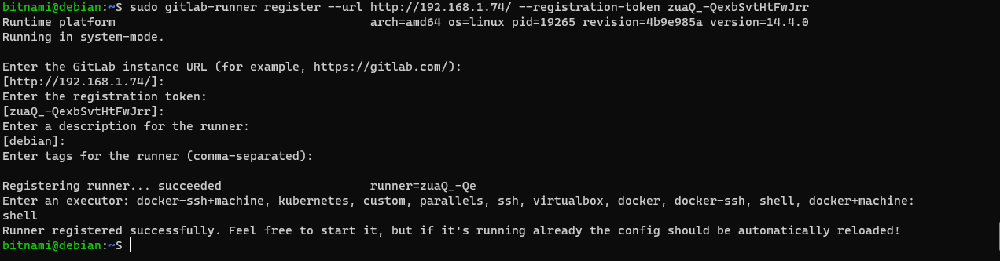 bitnami@debian:~$ sudo gitlab-runner register --url http://192.168.1.74/ --registration-token zuaQ_-QexbSvtHtFwJrr
Runtime platform                                    arch=amd64 os=linux pid=19265 revision=4b9e985a version=14.4.0
Running in system-mode.

Enter the GitLab instance URL (for example, https://gitlab.com/):
[http://192.168.1.74/]:
Enter the registration token:
[zuaQ_-QexbSvtHtFwJrr]:
Enter a description for the runner:
[debian]:
Enter tags for the runner (comma-separated):

Registering runner... succeeded                     runner=zuaQ_-Qe
Enter an executor: docker-ssh+machine, kubernetes, custom, parallels, ssh, virtualbox, docker, docker-ssh, shell, docker+machine:
shell
Runner registered successfully. Feel free to start it, but if it's running already the config should be automatically reloaded!
bitnami@debian:~$